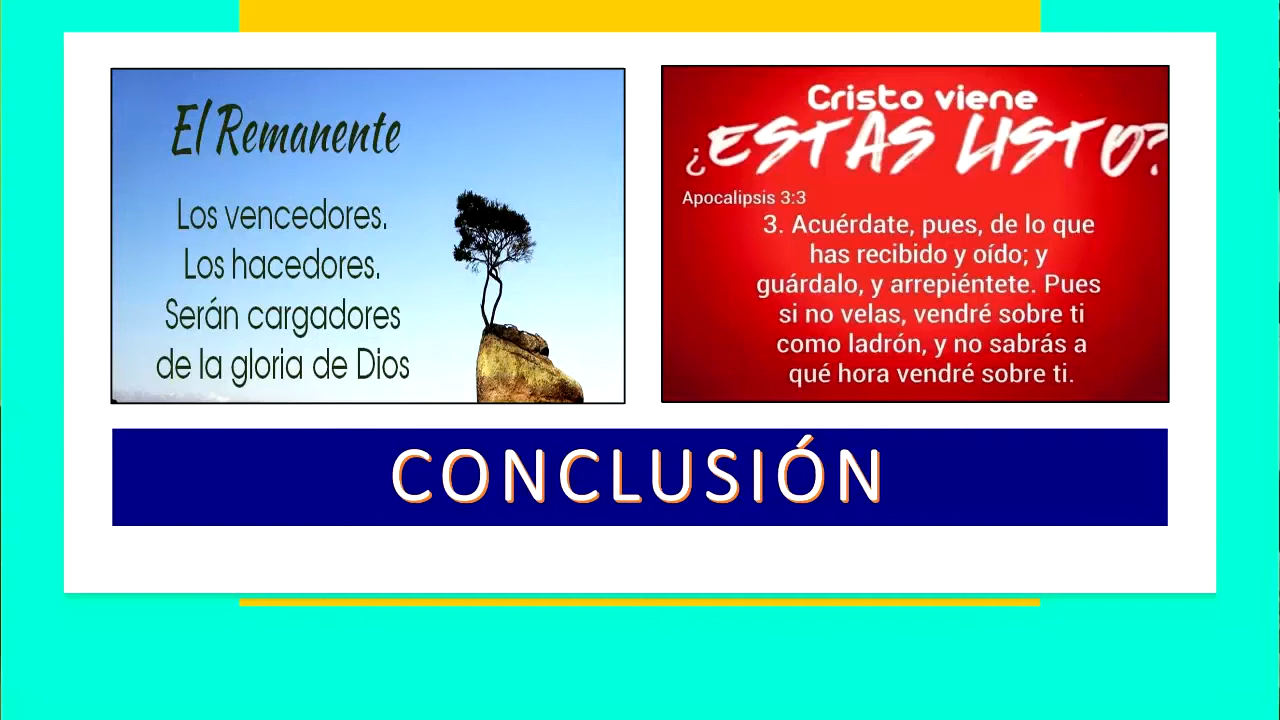 El Remanente
Los vencedores.
Los hacedores.
Serán cargadores
de la gloria de Dios
Cristo viene
¿ESTAS LISTO?
Apocalipsis 3:3
3. Acuérdate, pues, de lo que
has recibido y oído; y
guárdalo, y arrepiéntete. Pues
si no velas, vendré sobre ti
como ladrón, y no sabrás a
qué hora vendré sobre ti.
CONCLUSIÓN